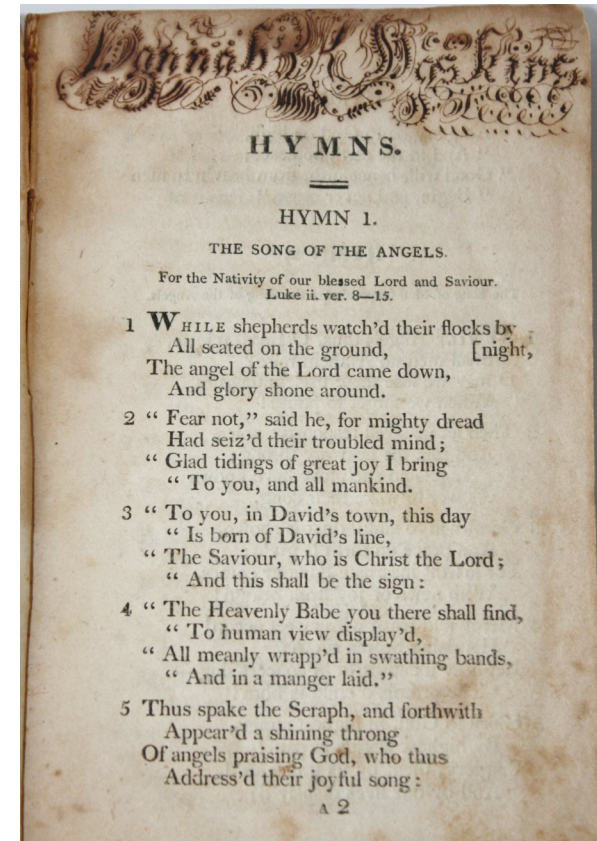 Hannah K Hoskins.
HYMNS.
HYMN 1.
THE SONG OF THE ANGELS.
For the Nativity of our blessed Lord and Saviour.
Luke ii. ver. 8—15.
1 WHILE shepherds watch'd their flocks by
All seated on the ground, [night,
The angel of the Lord came down,
And glory shone around.
2 “ Fear not,” said he, for mighty dread
Had seiz'd their troubled mind;
“ Glad tidings of great joy I bring
“ To you, and all mankind.
3 “ To you, in David's town, this day
“ Is born of David's line,
“ The Saviour, who is Christ the Lord;
“ And this shall be the sign:
4 “ The Heavenly Babe you there shall find,
“ To human view display'd,
“ All meanly wrapp'd in swathing bands,
“ And in a manger laid.”
5 Thus spake the Seraph, and forthwith
Appear'd a shining throng
Of angels praising God, who thus
Address'd their joyful song:
A 2